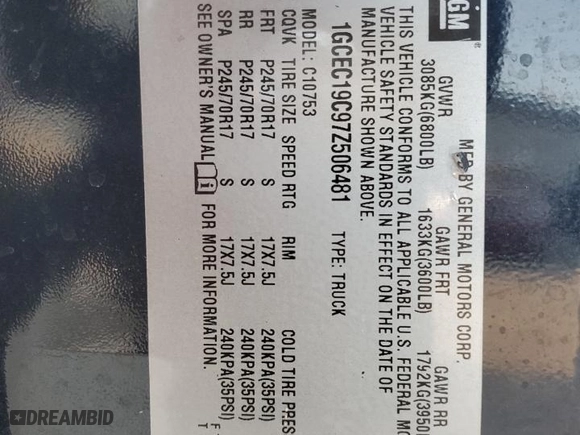 GM
MFD BY GENERAL MOTORS CORP.
GVWR GAWR FRT GAWR RR
3085KG(6800LB) 1633KG(3600LB) 1792KG(3950
THIS VEHICLE CONFORMS TO ALL APPLICABLE U.S. FEDERAL MO
VEHICLE SAFETY STANDARDS IN EFFECT ON THE DATE OF
MANUFACTURE SHOWN ABOVE.
1GCEC19C97Z506481 TYPE: TRUCK
MODEL: C10753
CQVK TIRE SIZE SPEED RTG RIM COLD TIRE PRES
FRT P245/70R17 S 17X7.5J 240KPA(35PSI)
RR P245/70R17 S 17X7.5J 240KPA(35PSI)
SPA P245/70R17 S 17X7.5J 240KPA(35PSI)
SEE OWNER'S MANUAL i FOR MORE INFORMATION.
F
T
DREAMBID